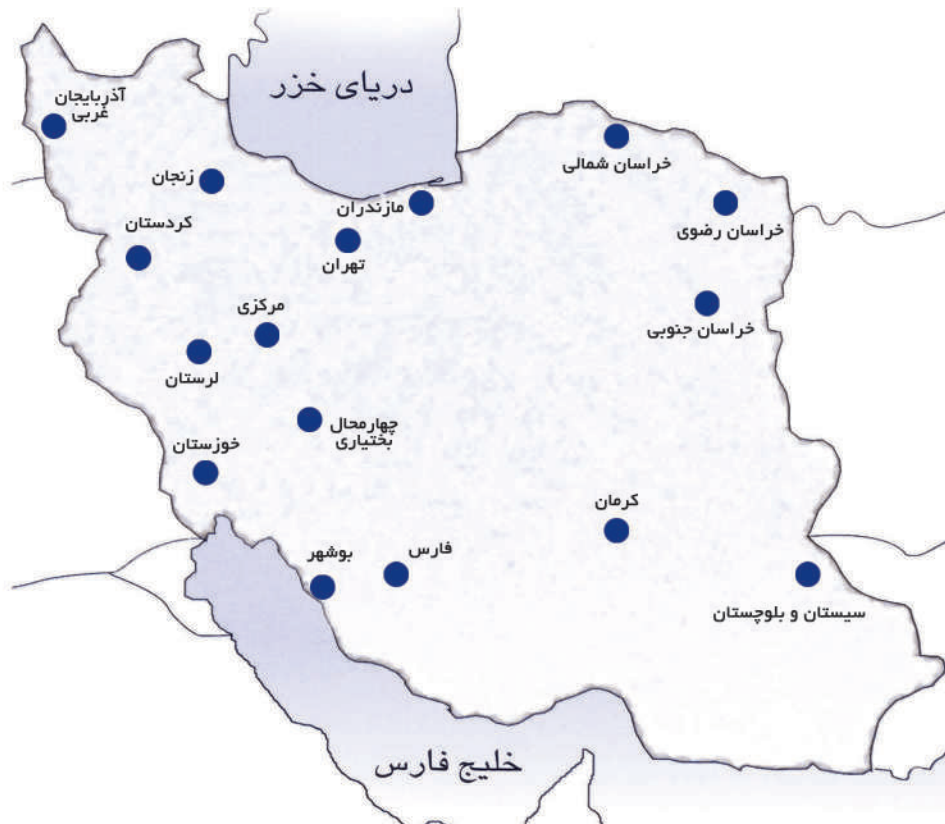 دریای خزر
آذربایجان
غربی
خراسان شمالی
زنجان
مازندران
خراسان رضوی
کردستان
تهران
مرکزی
خراسان جنوبی
لرستان
چهارمحال
بختیاری
خوزستان
کرمان
فارس
بوشهر
سیستان و بلوچستان
خلیج فارس